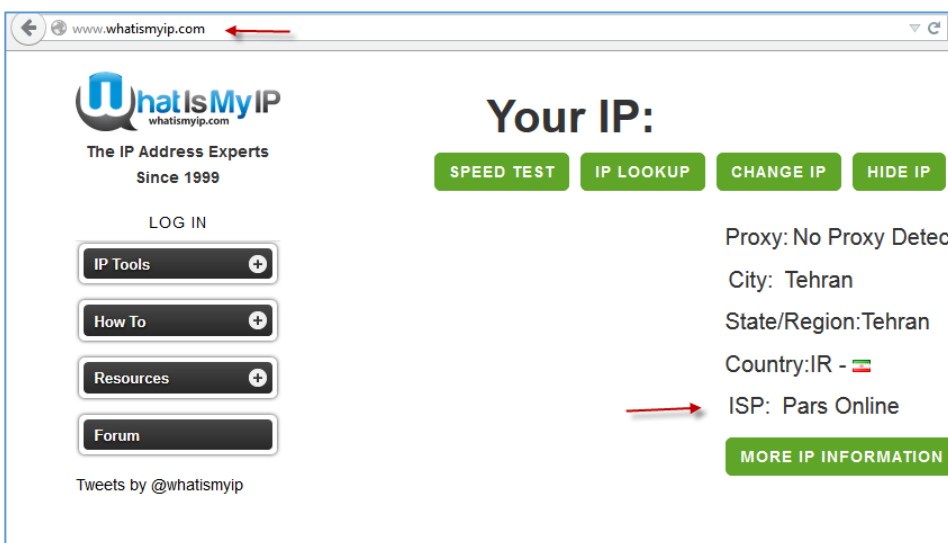 www.whatismyip.com
WhatIsMyIP
whatismyip.com
The IP Address Experts
Since 1999
LOG IN
IP Tools
How To
Resources
Forum
Tweets by @whatismyip
Your IP:
SPEED TEST IP LOOKUP CHANGE IP HIDE IP
Proxy: No Proxy Detec
City: Tehran
State/Region:Tehran
Country:IR -
ISP: Pars Online
MORE IP INFORMATION